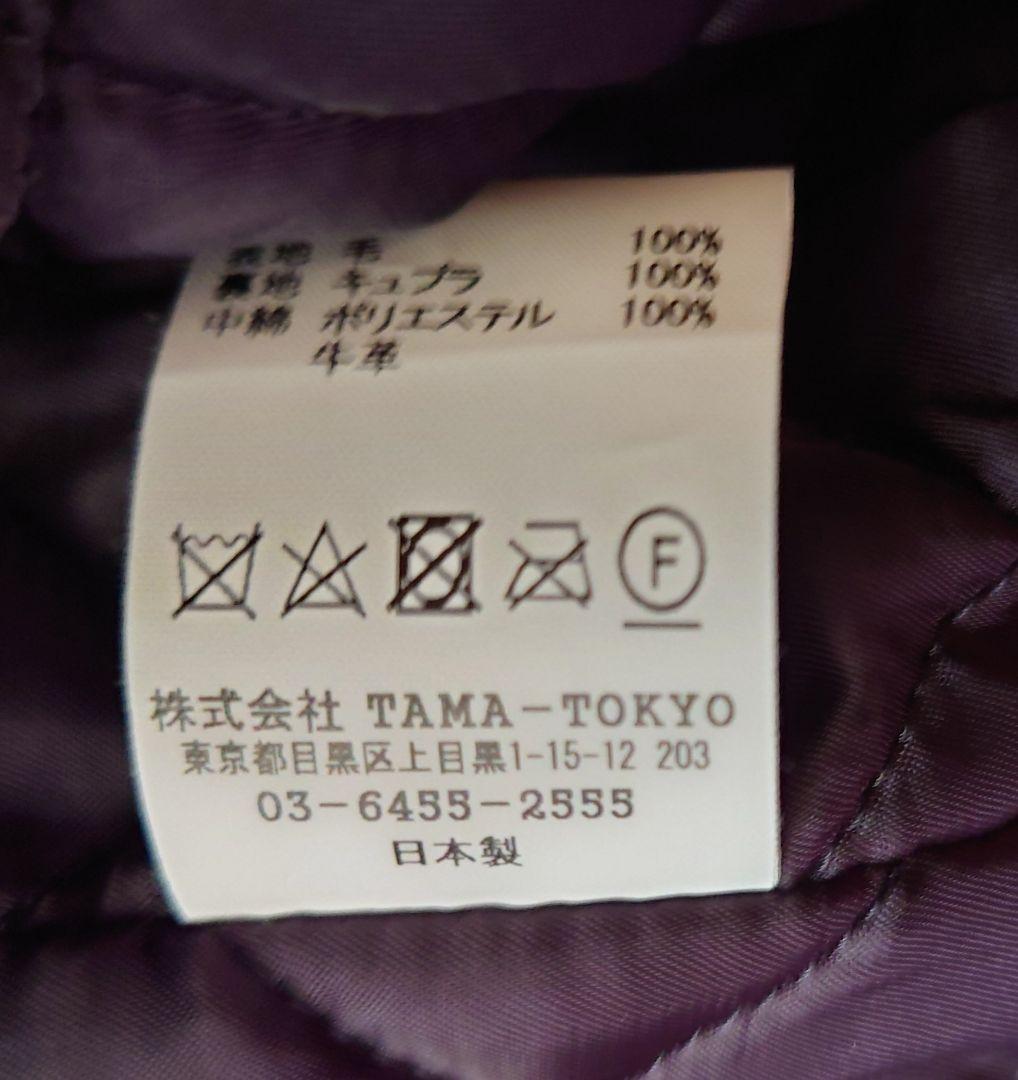 表地 毛 100%
裏地 キュプラ 100%
中綿 ポリエステル 100%
牛革
F
株式会社 TAMA-TOKYO
東京都目黒区上目黒1-15-12 203
03-6455-2555
日本製